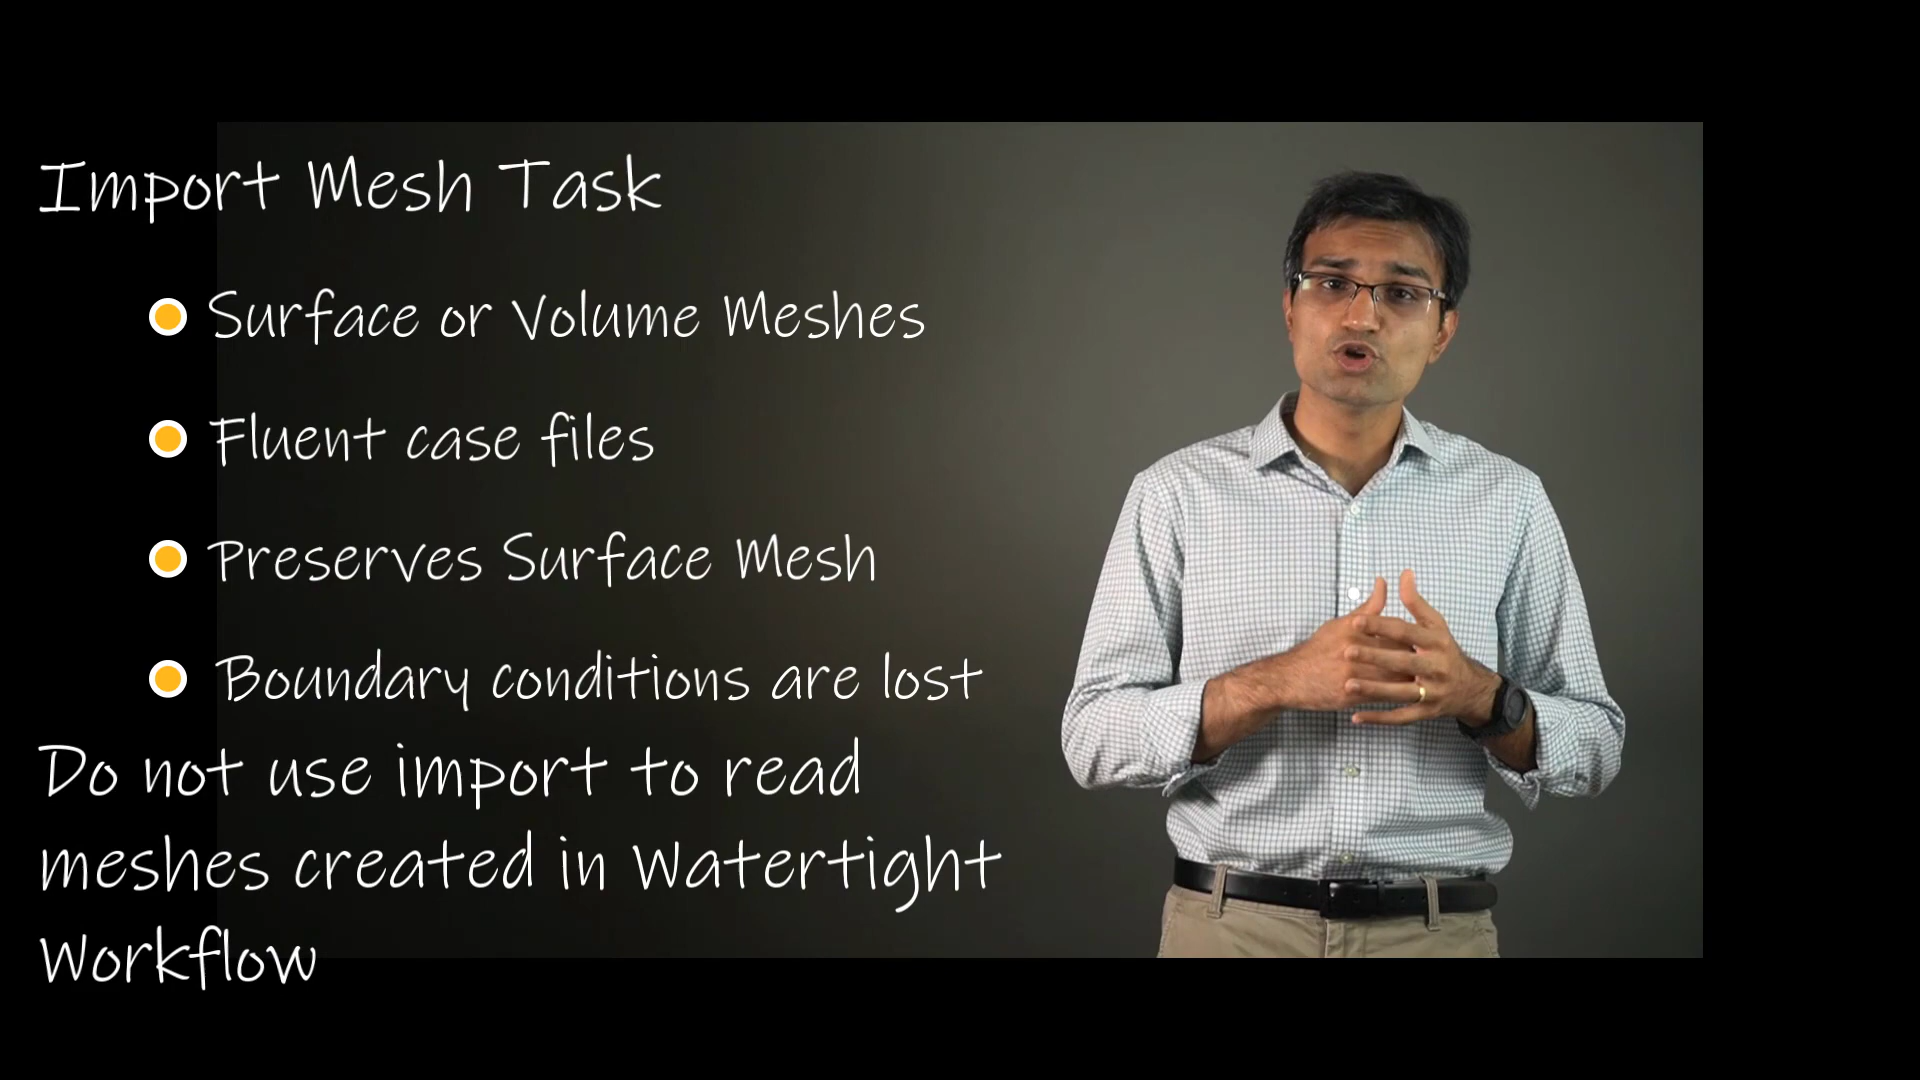 Import Mesh Task
Surface or Volume Meshes
Fluent case files
Preserves Surface Mesh
Boundary conditions are lost
Do not use import to read
meshes created in Watertight
Workflow